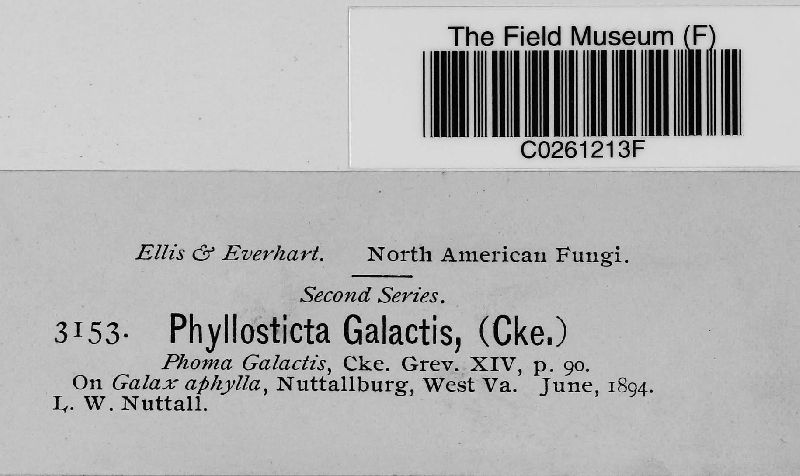 The Field Museum (F)
C0261213F
Ellis & Everhart. North American Fungi.
Second Series.
3153. Phyllosticta Galactis, (Cke.)
Phoma Galactis, Cke. Grev. XIV, p. 90.
On Galax aphylla, Nuttallburg, West Va. June, 1894.
L. W. Nuttall.